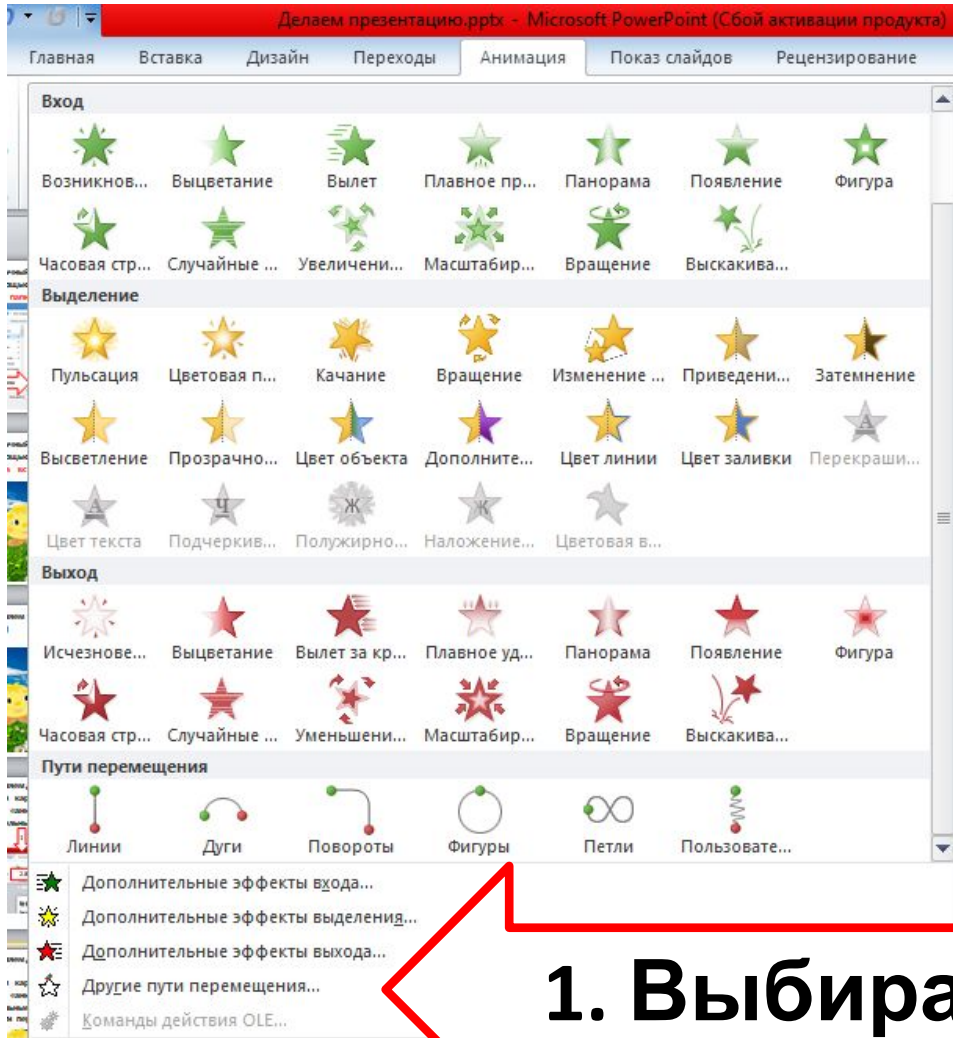 Делаем презентацию.pptx - Microsoft PowerPoint (Сбой активации продукта)
Главная Вставка Дизайн Переходы Анимация Показ слайдов Рецензирование
Вход
Возникнов... Выцветание Вылет Плавное пр... Панорама Появление Фигура
Часовая стр... Случайные ... Увеличени... Масштабир... Вращение Выскакива...
Выделение
Пульсация Цветовая п... Качание Вращение Изменение ... Приведени... Затемнение
Высветление Прозрачно... Цвет объекта Дополните... Цвет линии Цвет заливки Перекраши...
Цвет текста Подчеркив... Полужирно... Наложение... Цветовая в...
Выход
Исчезнове... Выцветание Вылет за кр... Плавное уд... Панорама Появление Фигура
Часовая стр... Случайные ... Уменьшени... Масштабир... Вращение Выскакива...
Пути перемещения
Линии Дуги Повороты Фигуры Петли Пользовате...
Дополнительные эффекты входа...
Дополнительные эффекты выделения...
Дополнительные эффекты выхода...
Другие пути перемещения...
Команды действия OLE...
1. Выбира